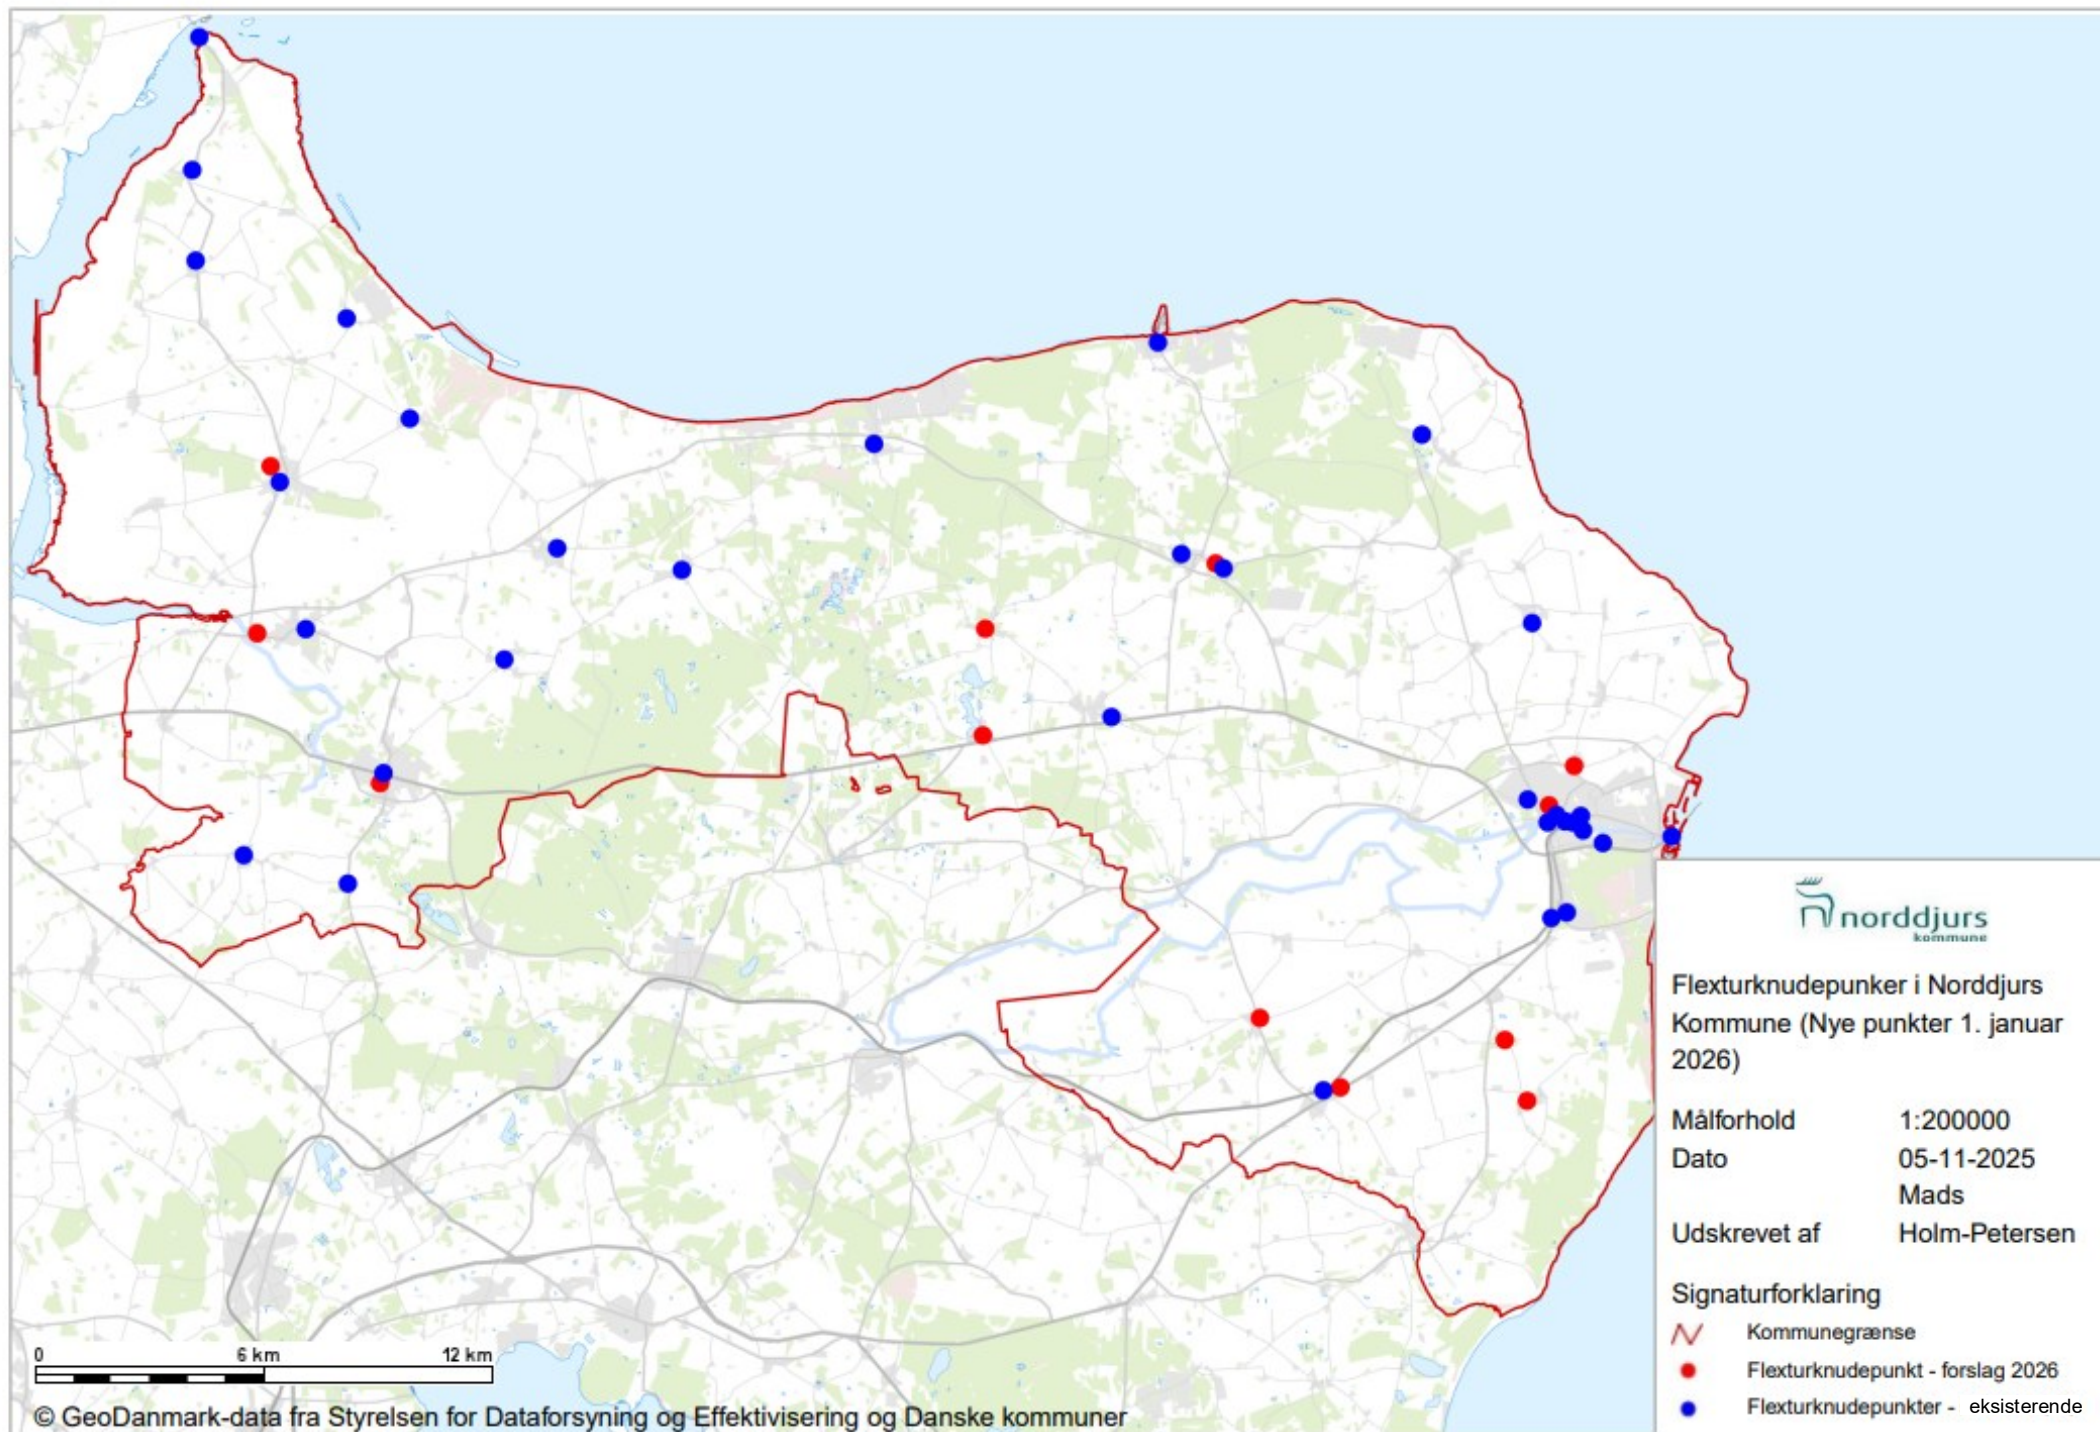 norddjurs
kommune
Flexturknudepunker i Norddjurs
Kommune (Nye punkter 1. januar
2026)
Målforhold 1:200000
Dato 05-11-2025
Mads
Udskrevet af Holm-Petersen
Signaturforklaring
Kommunegrænse
Flexturknudepunkt - forslag 2026
Flexturknudepunkter - eksisterende
0 6 km 12 km
© GeoDanmark-data fra Styrelsen for Dataforsyning og Effektivisering og Danske kommuner